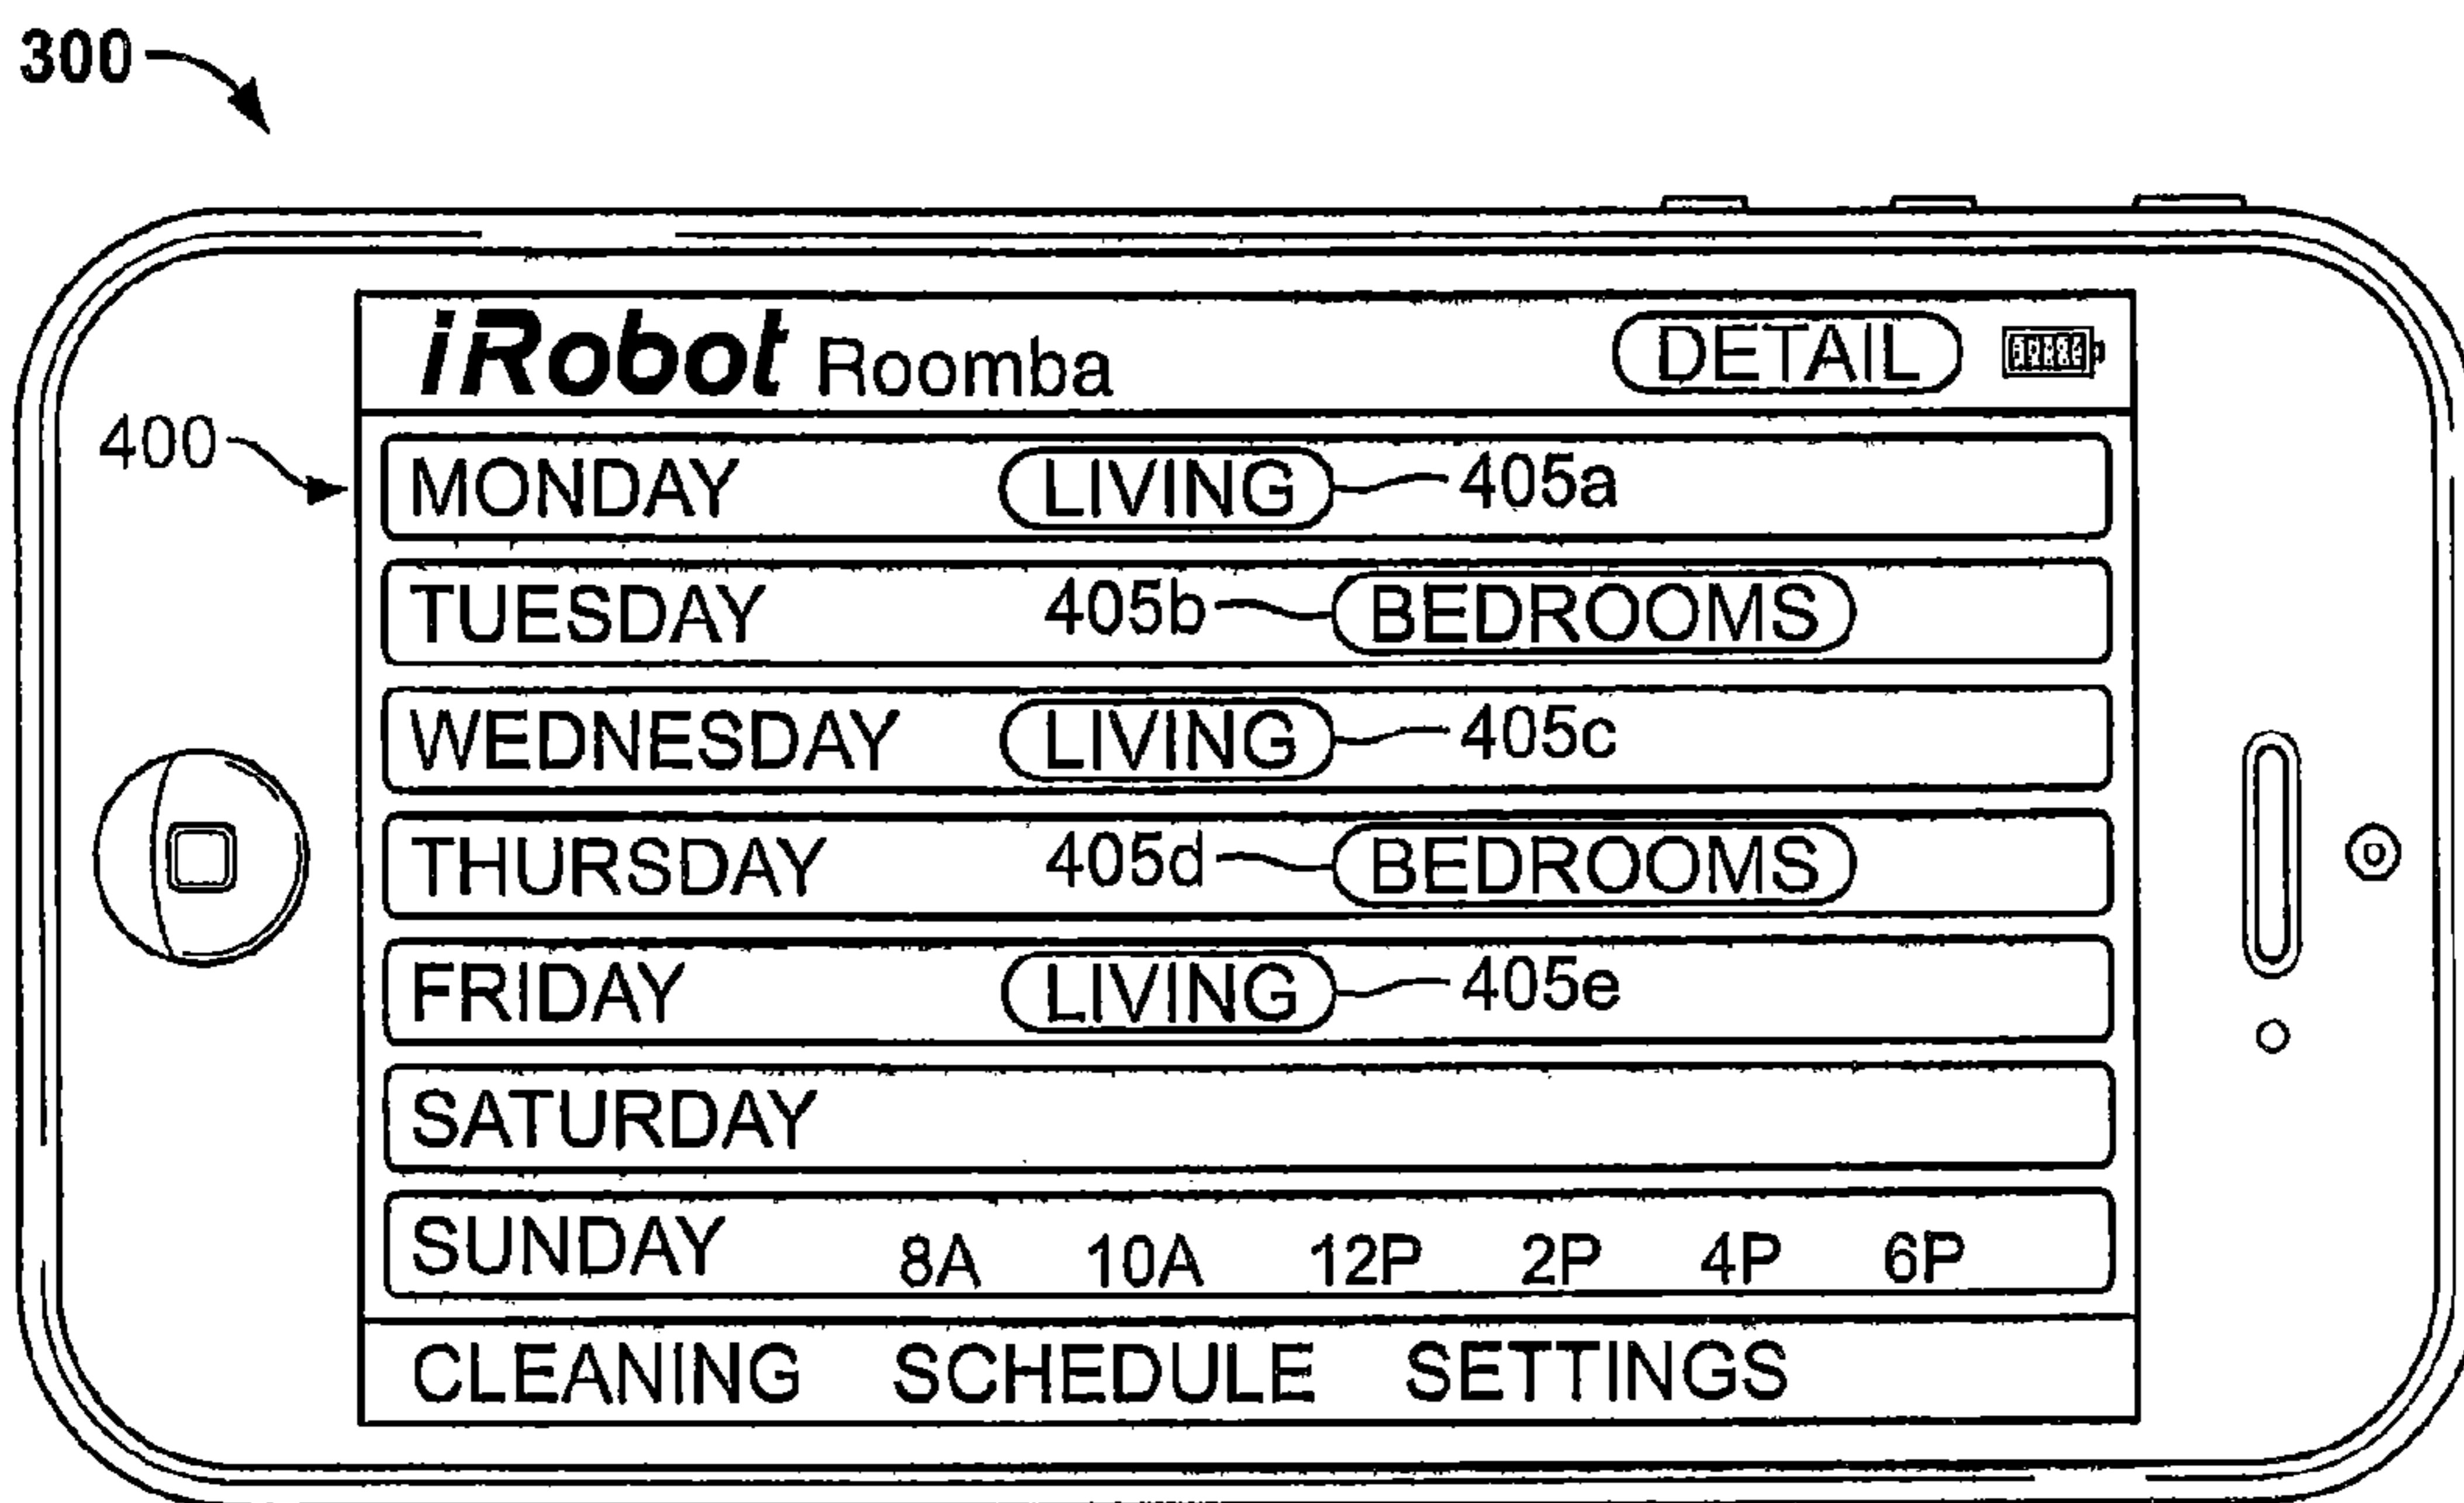 300
iRobot Roomba DETAIL
400
MONDAY LIVING 405a
TUESDAY 405b BEDROOMS
WEDNESDAY LIVING 405c
THURSDAY 405d BEDROOMS
FRIDAY LIVING 405e
SATURDAY
SUNDAY 8A 10A 12P 2P 4P 6P
CLEANING SCHEDULE SETTINGS